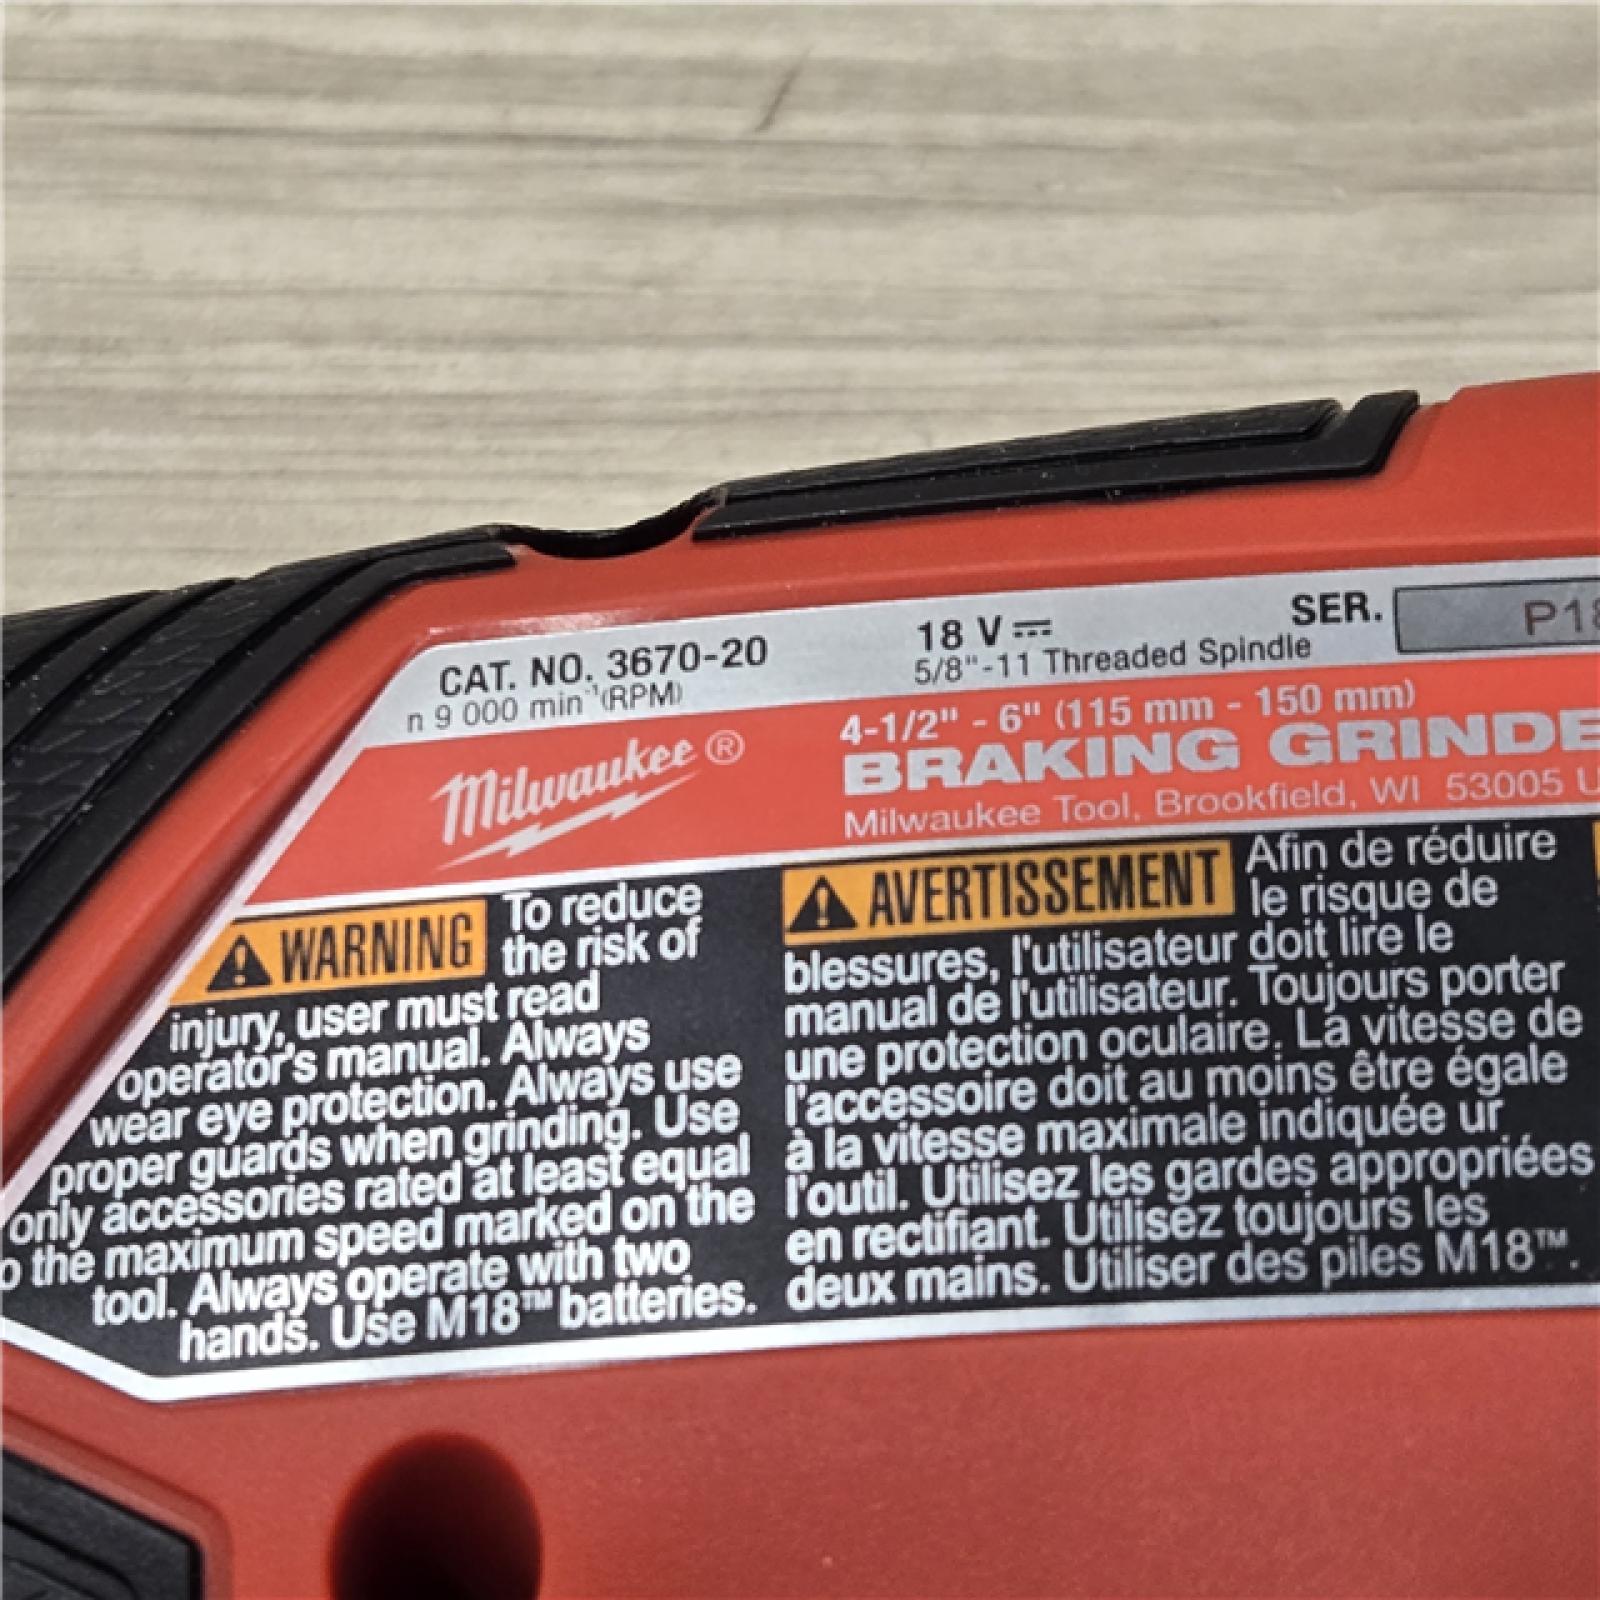 CAT. NO. 3670-20
n 9 000 min⁻¹(RPM)
18 V
5/8"-11 Threaded Spindle
SER.
Milwaukee®
4-1/2" - 6" (115 mm - 150 mm)
BRAKING GRINDE
Milwaukee Tool, Brookfield, WI 53005 U
WARNING To reduce
the risk of
injury, user must read
operator's manual. Always
wear eye protection. Always use
proper guards when grinding. Use
only accessories rated at least equal
o the maximum speed marked on the
tool. Always operate with two
hands. Use M18™ batteries.
AVERTISSEMENT Afin de réduire
le risque de
blessures, l'utilisateur doit lire le
manual de l'utilisateur. Toujours porter
une protection oculaire. La vitesse de
l'accessoire doit au moins être égale
à la vitesse maximale indiquée ur
l'outil. Utilisez les gardes appropriées
en rectifiant. Utilisez toujours les
deux mains. Utiliser des piles M18™.